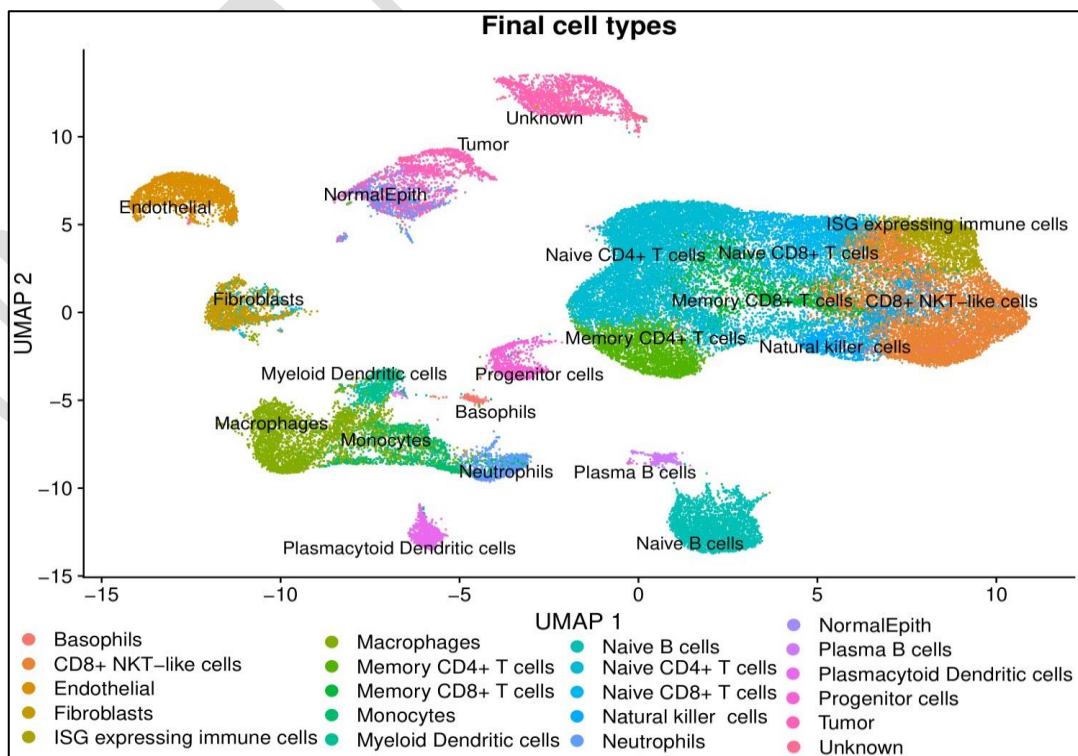 Final cell types
UMAP 2
10
5
0
−5
−10
−15
Unknown
Tumor
NormalEpith
Endothelial
ISG expressing immune cells
Naive CD4+ T cells
Naive CD8+ T cells
Fibroblasts
Memory CD8+ T cells
CD8+ NKT−like cells
Memory CD4+ T cells
Natural killer  cells
Myeloid Dendritic cells
Progenitor cells
Basophils
Macrophages
Monocytes
Neutrophils
Plasma B cells
Plasmacytoid Dendritic cells
Naive B cells
−15
−10
−5
0
5
10
UMAP 1
Basophils
CD8+ NKT−like cells
Endothelial
Fibroblasts
ISG expressing immune cells
Macrophages
Memory CD4+ T cells
Memory CD8+ T cells
Monocytes
Myeloid Dendritic cells
Naive B cells
Naive CD4+ T cells
Naive CD8+ T cells
Natural killer  cells
Neutrophils
NormalEpith
Plasma B cells
Plasmacytoid Dendritic cells
Progenitor cells
Tumor
Unknown